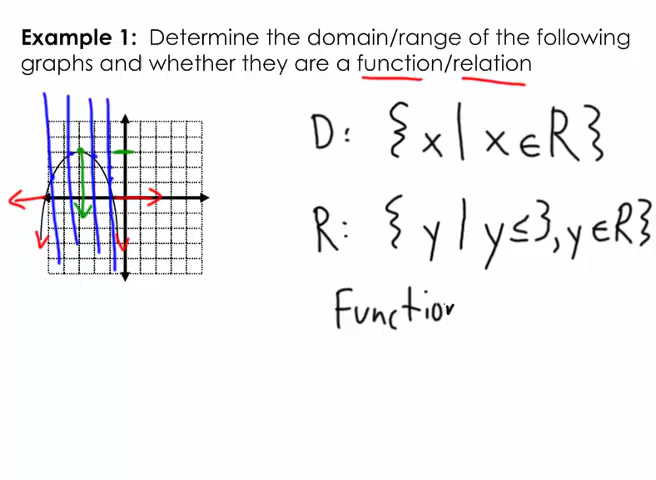 Example 1: Determine the domain/range of the following
graphs and whether they are a function/relation
D: {x | x ∈ R}
R: {y | y ≤ 3, y ∈ R}
Function